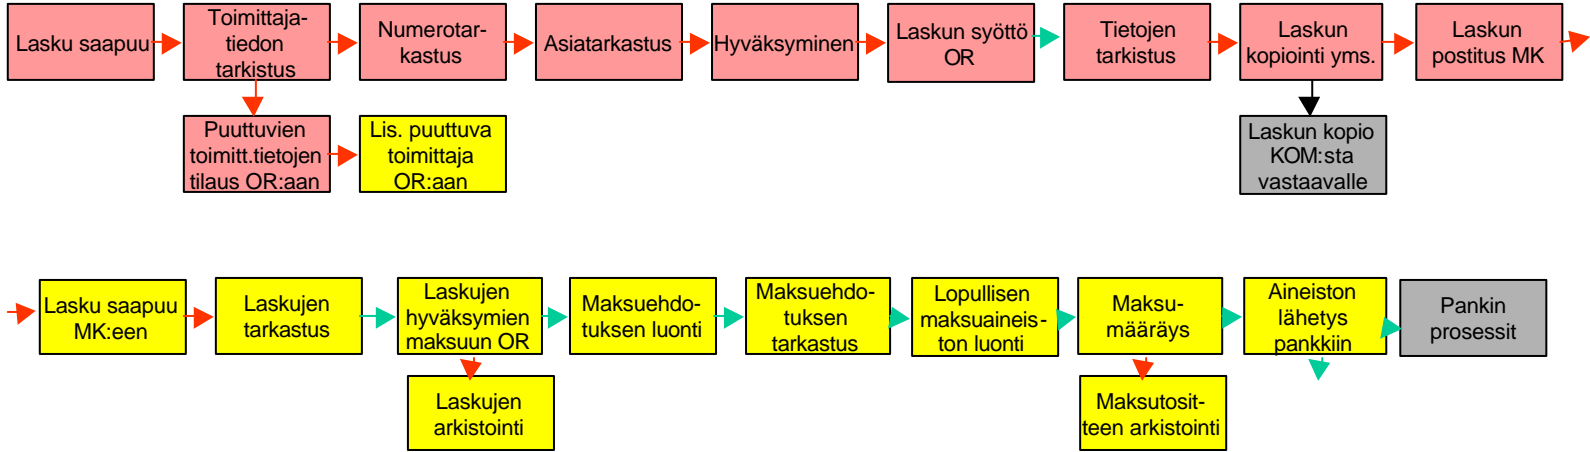 Lasku saapuu
Toimittaja-
tiedon
tarkistus
Numerotar-
kastus
Asiatarkastus
Hyväksyminen
Laskun syöttö
OR
Tietojen
tarkistus
Laskun
kopiointi yms.
Laskun
postitus MK
Puuttuvien
toimitt.tietojen
tilaus OR:aan
Lis. puuttuva
toimittaja
OR:aan
Laskun kopio
KOM:sta
vastaavalle
Lasku saapuu
MK:een
Laskujen
tarkastus
Laskujen
hyväksymien
maksuun OR
Maksuehdo-
tuksen luonti
Maksuehdo-
tuksen
tarkastus
Lopullisen
maksuaineis-
ton luonti
Maksu-
määräys
Aineiston
lähetys
pankkiin
Pankin
prosessit
Laskujen
arkistointi
Maksutosit-
teen arkistointi